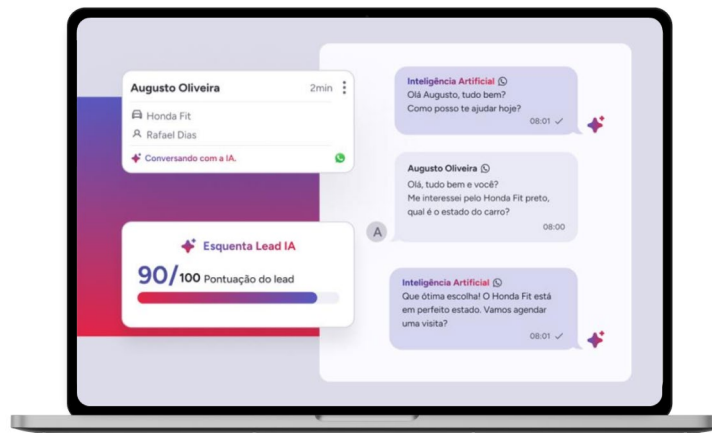 Augusto Oliveira
2min
Honda Fit
Rafael Dias
Conversando com a IA.
Esquenta Lead IA
90/100 Pontuação do lead
Inteligência Artificial
Olá Augusto, tudo bem?
Como posso te ajudar hoje?
08:01
Augusto Oliveira
Olá, tudo bem e você?
Me interessei pelo Honda Fit preto,
qual é o estado do carro?
08:00
A
Inteligência Artificial
Que ótima escolha! O Honda Fit está
em perfeito estado. Vamos agendar
uma visita?
08:01